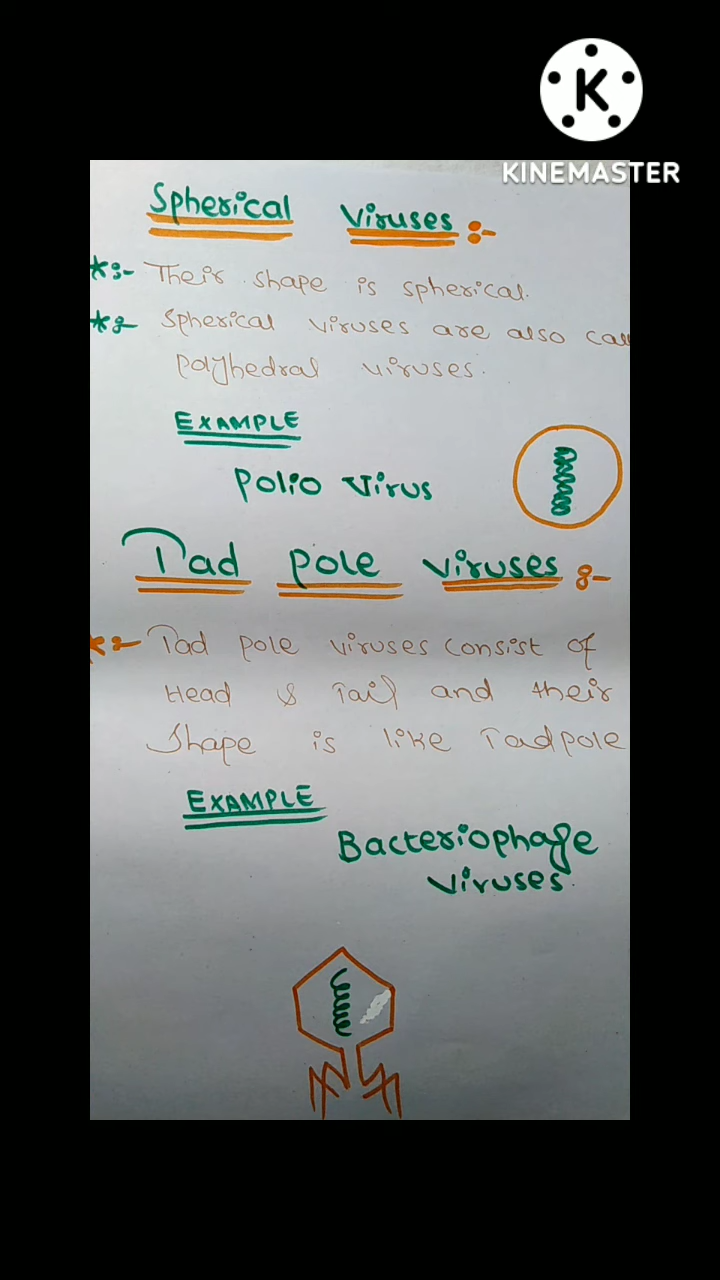 K
KINEMASTER
Spherical Viruses :-
*:- Their shape is spherical.
*:- Spherical viruses are also
Polyhedral viruses.
EXAMPLE
Polio Virus
Tad pole viruses :-
*:- Tad pole viruses consist of
Head & Tail and their
Shape is like Tadpole
EXAMPLE
Bacteriophage
Viruses.